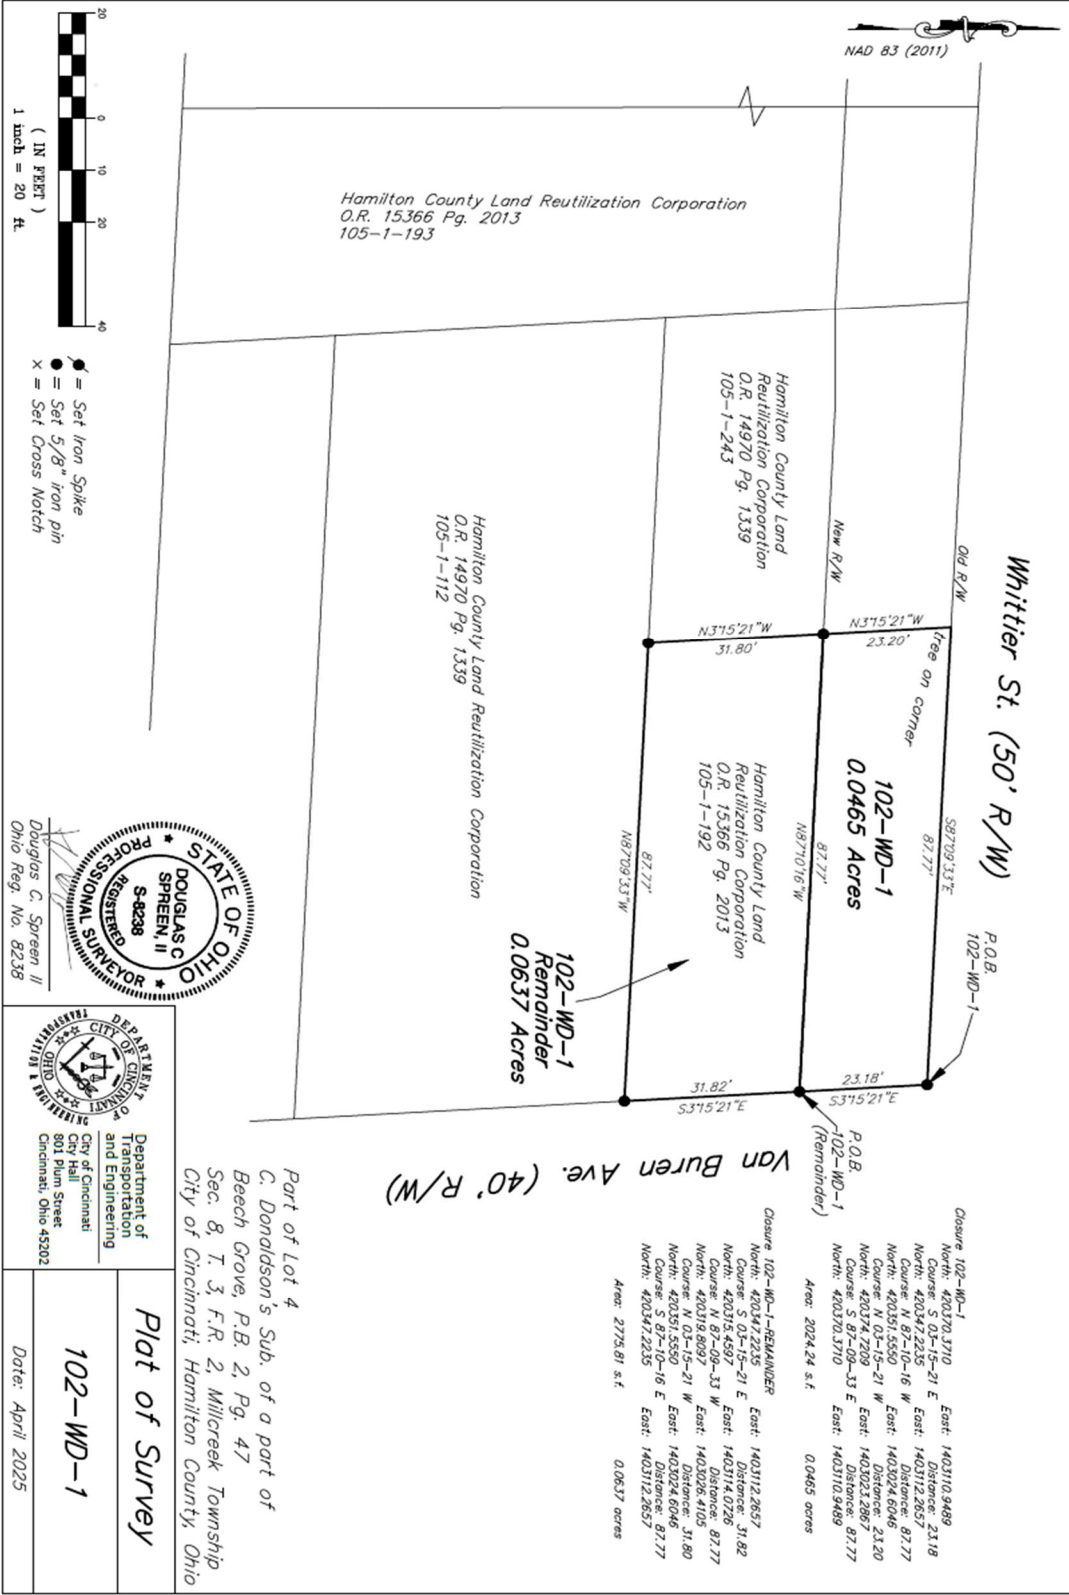 NAD 83 (2011)
Whittier St. (50' R/W)
Old R/W
New R/W
Hamilton County Land Reutilization Corporation
O.R. 15366 Pg. 2013
105-1-193
Hamilton County Land
Reutilization Corporation
O.R. 14970 Pg. 1339
105-1-243
N3°15'21"W
23.20'
tree on corner
S87°09'33"E
87.77'
102-WD-1
0.0465 Acres
P.O.B.
102-WD-1
23.18'
S3°15'21"E
87.77'
N87°10'16"W
P.O.B.
102-WD-1
(Remainder)
N3°15'21"W
31.80'
Hamilton County Land
Reutilization Corporation
O.R. 15366 Pg. 2013
105-1-192
31.82'
S3°15'21"E
87.77'
N87°09'33"W
102-WD-1
Remainder
0.0637 Acres
Hamilton County Land Reutilization Corporation
O.R. 14970 Pg. 1339
105-1-112
Van Buren Ave. (40' R/W)
Closure 102-WD-1
North: 420370.3710 East: 1403110.9489
Course: S 03-15-21 E Distance: 23.18
North: 420347.2235 East: 1403112.2657
Course: N 87-10-16 W Distance: 87.77
North: 420351.5550 East: 1403024.6046
Course: N 03-15-21 W Distance: 23.20
North: 420374.7209 East: 1403023.2867
Course: S 87-09-33 E Distance: 87.77
North: 420370.3710 East: 1403110.9489
Area: 2024.24 s.f. 0.0465 acres
Closure 102-WD-1-REMAINDER
North: 420347.2235 East: 1403112.2657
Course: S 03-15-21 E Distance: 31.82
North: 420315.4597 East: 1403114.0726
Course: N 87-09-33 W Distance: 87.77
North: 420319.8097 East: 1403026.4105
Course: N 03-15-21 W Distance: 31.80
North: 420351.5550 East: 1403024.6046
Course: S 87-10-16 E Distance: 87.77
North: 420347.2235 East: 1403112.2657
Area: 2775.81 s.f. 0.0637 acres
20 0 10 20 40
( IN FEET )
1 inch = 20 ft.
= Set Iron Spike
= Set 5/8" iron pin
x = Set Cross Notch
STATE OF OHIO
DOUGLAS C
SPREEN, II
S-8238
REGISTERED
PROFESSIONAL SURVEYOR
Douglas C. Spreen II
Ohio Reg. No. 8238
DEPARTMENT OF
TRANSPORTATION & ENGINEERING
CITY OF CINCINNATI
OHIO
Department of
Transportation
and Engineering
City of Cincinnati
City Hall
801 Plum Street
Cincinnati, Ohio 45202
Part of Lot 4
C. Donaldson's Sub. of a part of
Beech Grove, P.B. 2, Pg. 47
Sec. 8, T. 3, F.R. 2, Millcreek Township
City of Cincinnati, Hamilton County, Ohio
Plat of Survey
102-WD-1
Date: April 2025